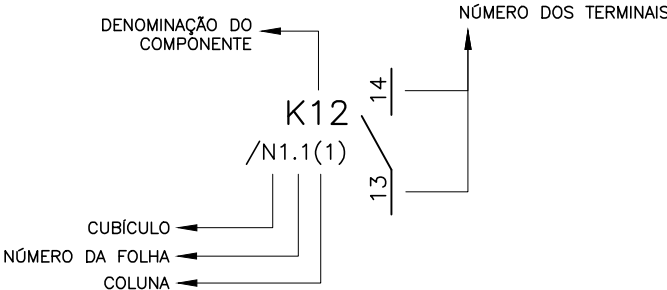 NÚMERO DOS TERMINAIS
DENOMINAÇÃO DO
COMPONENTE
14
K12
/N1.1(1)
13
CUBÍCULO
NÚMERO DA FOLHA
COLUNA